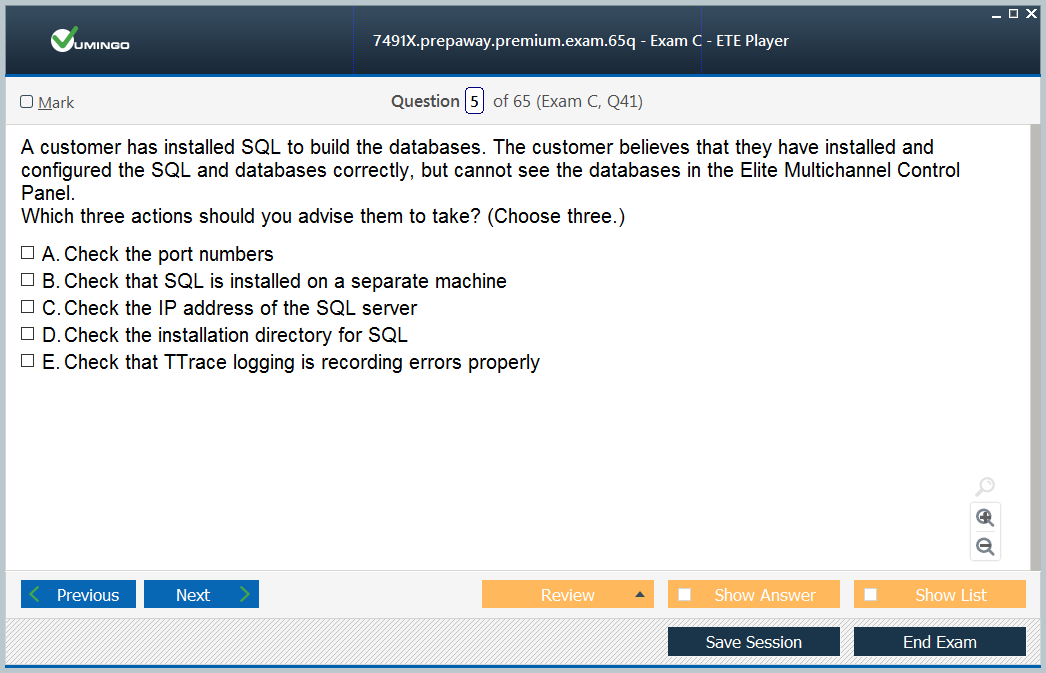 VUMINGO
7491X.prepaway.premium.exam.65q - Exam C - ETE Player
Mark
Question 5 of 65 (Exam C, Q41)
A customer has installed SQL to build the databases. The customer believes that they have installed and
configured the SQL and databases correctly, but cannot see the databases in the Elite Multichannel Control
Panel.
Which three actions should you advise them to take? (Choose three.)
A. Check the port numbers
B. Check that SQL is installed on a separate machine
C. Check the IP address of the SQL server
D. Check the installation directory for SQL
E. Check that TTrace logging is recording errors properly
Previous
Next
Review
Show Answer
Show List
Save Session
End Exam